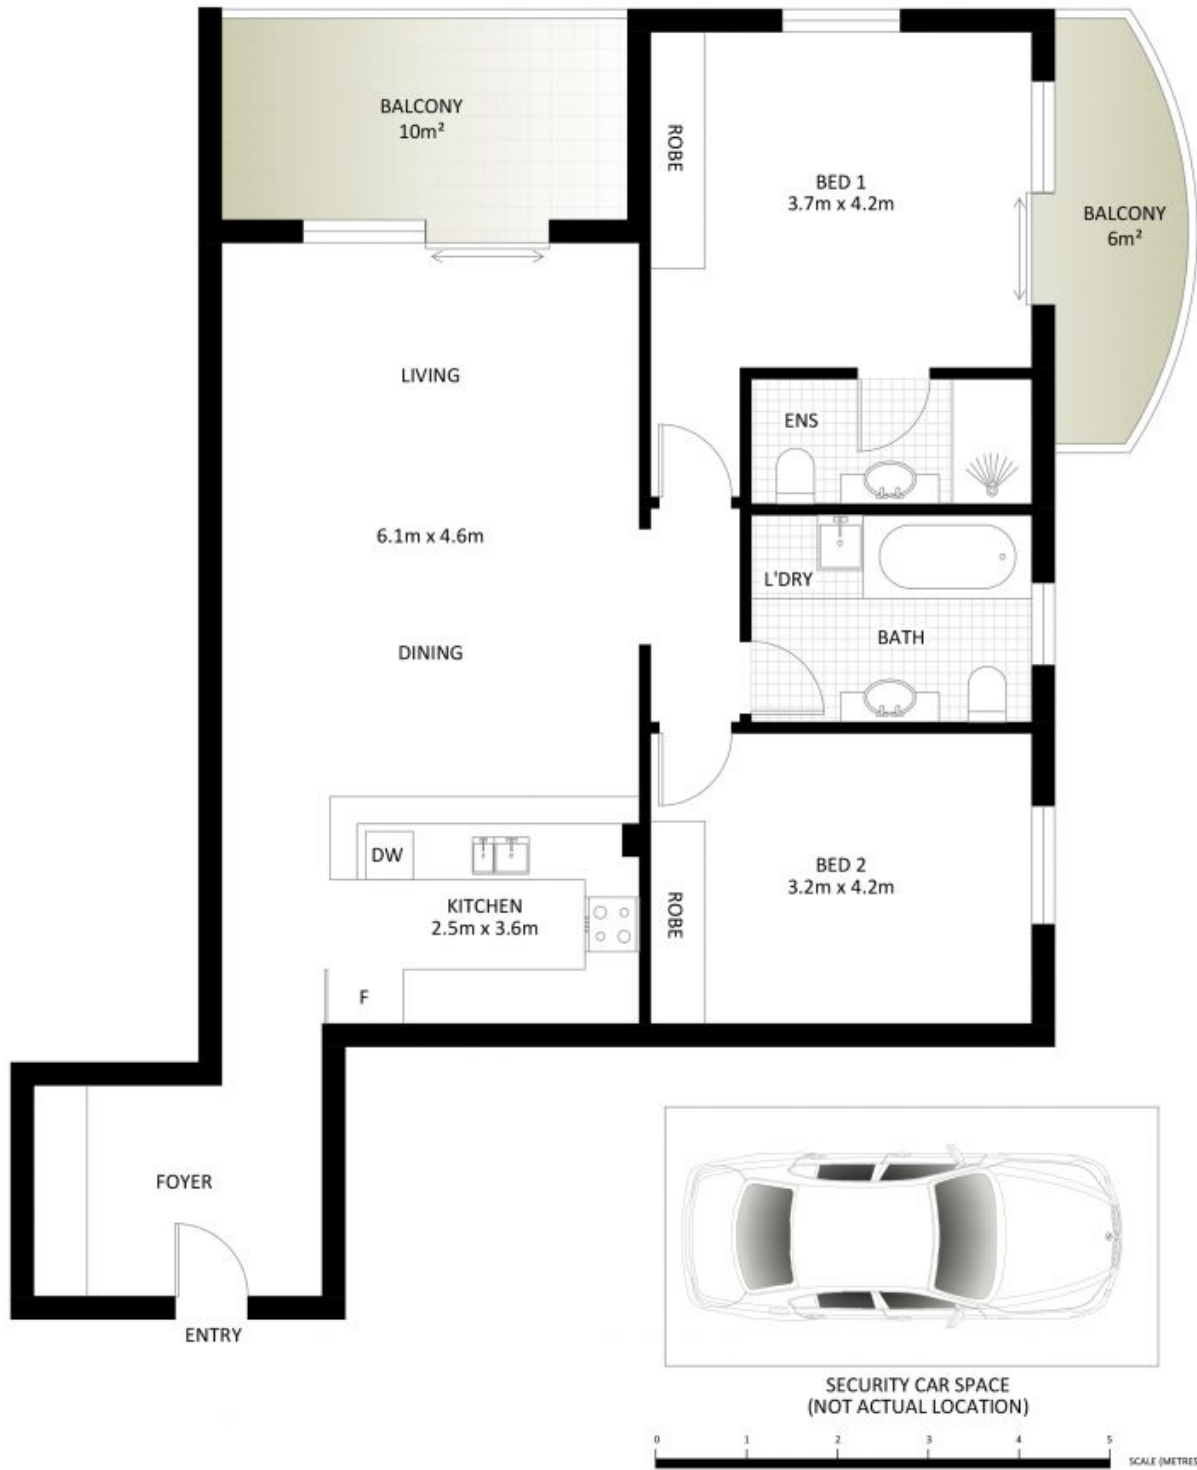 BALCONY
10m²
ROBE
BED 1
3.7m x 4.2m
BALCONY
6m²
LIVING
ENS
6.1m x 4.6m
L'DRY
BATH
DINING
DW
KITCHEN
2.5m x 3.6m
F
ROBE
BED 2
3.2m x 4.2m
FOYER
ENTRY
SECURITY CAR SPACE
(NOT ACTUAL LOCATION)
0 1 2 3 4 5
SCALE (METRES